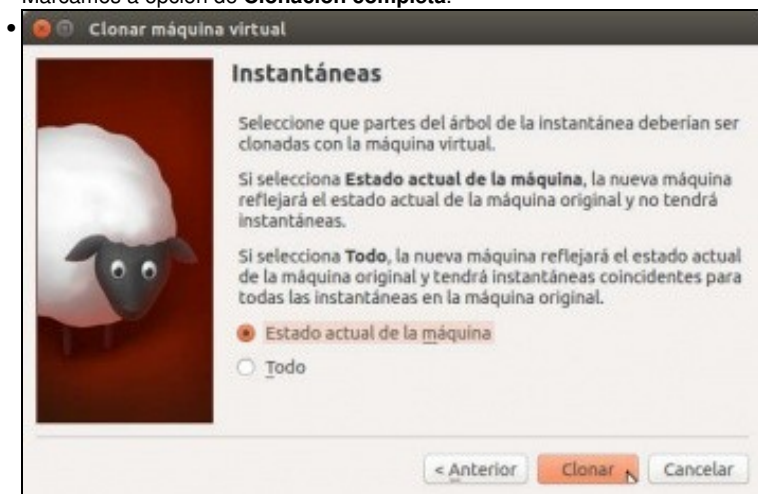 Marcamos a opción de Clonación completa.
Clonar máquina virtual
Instantáneas
Seleccione que partes del árbol de la instantánea deberían ser
clonadas con la máquina virtual.
Si selecciona Estado actual de la máquina, la nueva máquina
reflejará el estado actual de la máquina original y no tendrá
instantáneas.
Si selecciona Todo, la nueva máquina reflejará el estado actual
de la máquina original y tendrá instantáneas coincidentes para
todas las instantáneas en la máquina original.
Estado actual de la máquina
Todo
< Anterior Clonar Cancelar